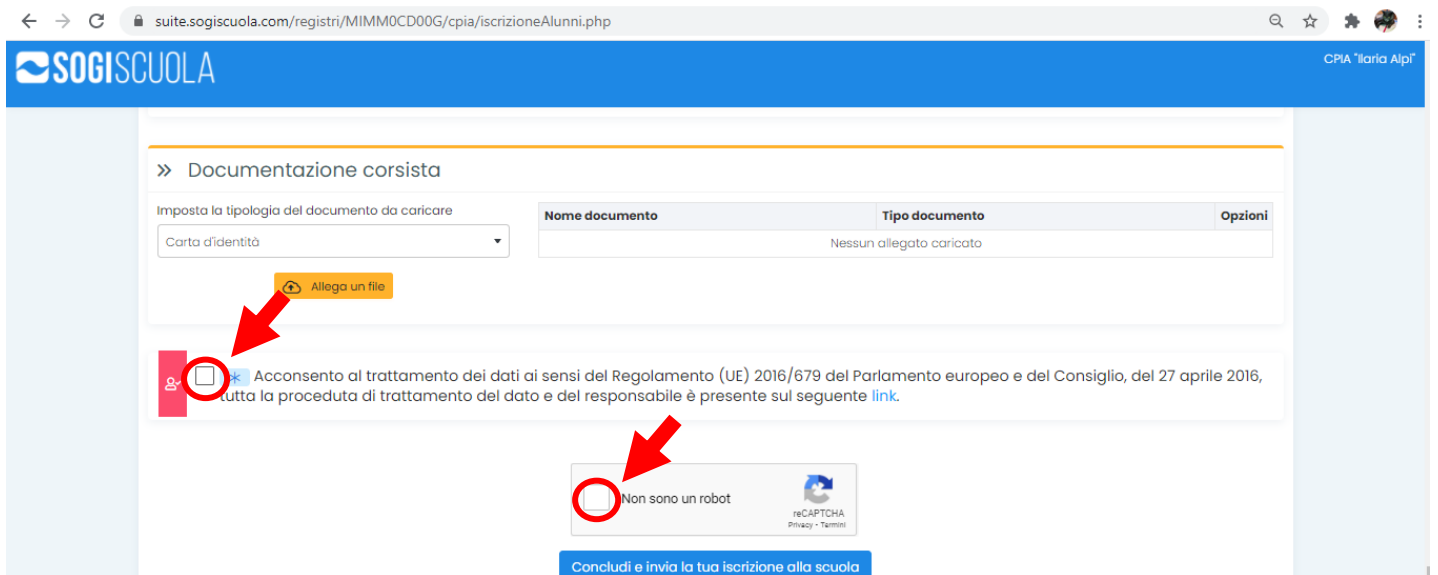 suite.sogiscuola.com/registri/MIMM0CD00G/cpia/iscrizioneAlunni.php
SOGISCUOLA
CPIA "Ilaria Alpi"
Documentazione corsista
Imposta la tipologia del documento da caricare
Carta d'identità
Allega un file
Nome documento Tipo documento Opzioni
Nessun allegato caricato
* Acconsento al trattamento dei dati ai sensi del Regolamento (UE) 2016/679 del Parlamento europeo e del Consiglio, del 27 aprile 2016,
tutta la proceduta di trattamento del dato e del responsabile è presente sul seguente link.
Non sono un robot
reCAPTCHA
Privacy - Termini
Concludi e invia la tua iscrizione alla scuola